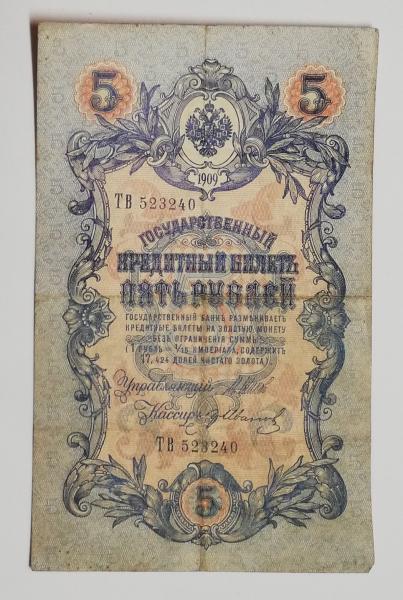 5 5
1909
ТВ 523240
ГОСУДАРСТВЕННЫЙ
КРЕДИТНЫЙ БИЛЕТЪ
ПЯТЬ РУБЛЕЙ
ГОСУДАРСТВЕННЫЙ БАНКЪ РАЗМѢНИВАЕТЪ
КРЕДИТНЫЕ БИЛЕТЫ НА ЗОЛОТУЮ МОНЕТУ
БЕЗЪ ОГРАНИЧЕНІЯ СУММЫ
(1 РУБЛЬ = 1/15 ИМПЕРІАЛА, СОДЕРЖИТЪ
17,424 ДОЛЕЙ ЧИСТАГО ЗОЛОТА)
Управляющій
Кассиръ
ТВ 523240
5